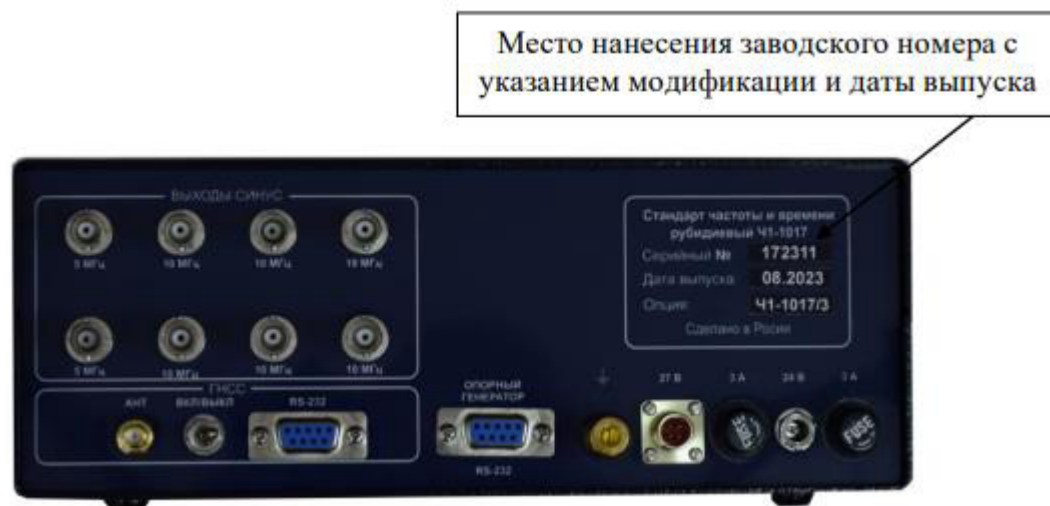 Место нанесения заводского номера с
указанием модификации и даты выпуска
ВЫХОДЫ СИНУС
5 МГц 10 МГц 10 МГц 10 МГц
5 МГц 10 МГц 10 МГц 10 МГц
ГНСС
АНТ ВКЛ/ВЫКЛ RS-232
ОПОРНЫЙ
ГЕНЕРАТОР
RS-232
Стандарт частоты и времени
рубидиевый Ч1-1017
Серийный № 172311
Дата выпуска 08.2023
Опция: Ч1-1017/3
Сделано в Росии
27 В 3 А 24 В 3 А
FUSE FUSE